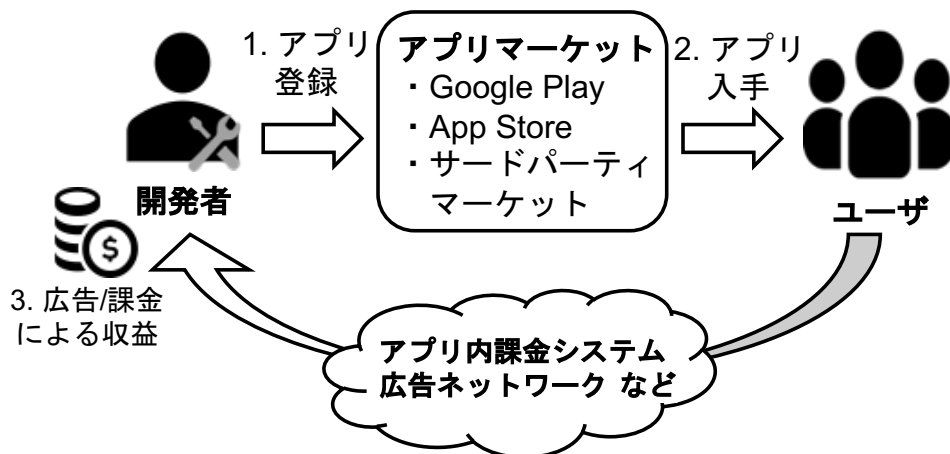 1. アプリ
登録
アプリマーケット
・Google Play
・App Store
・サードパーティ
マーケット
2. アプリ
入手
開発者
ユーザ
$
3. 広告/課金
による収益
アプリ内課金システム
広告ネットワーク など